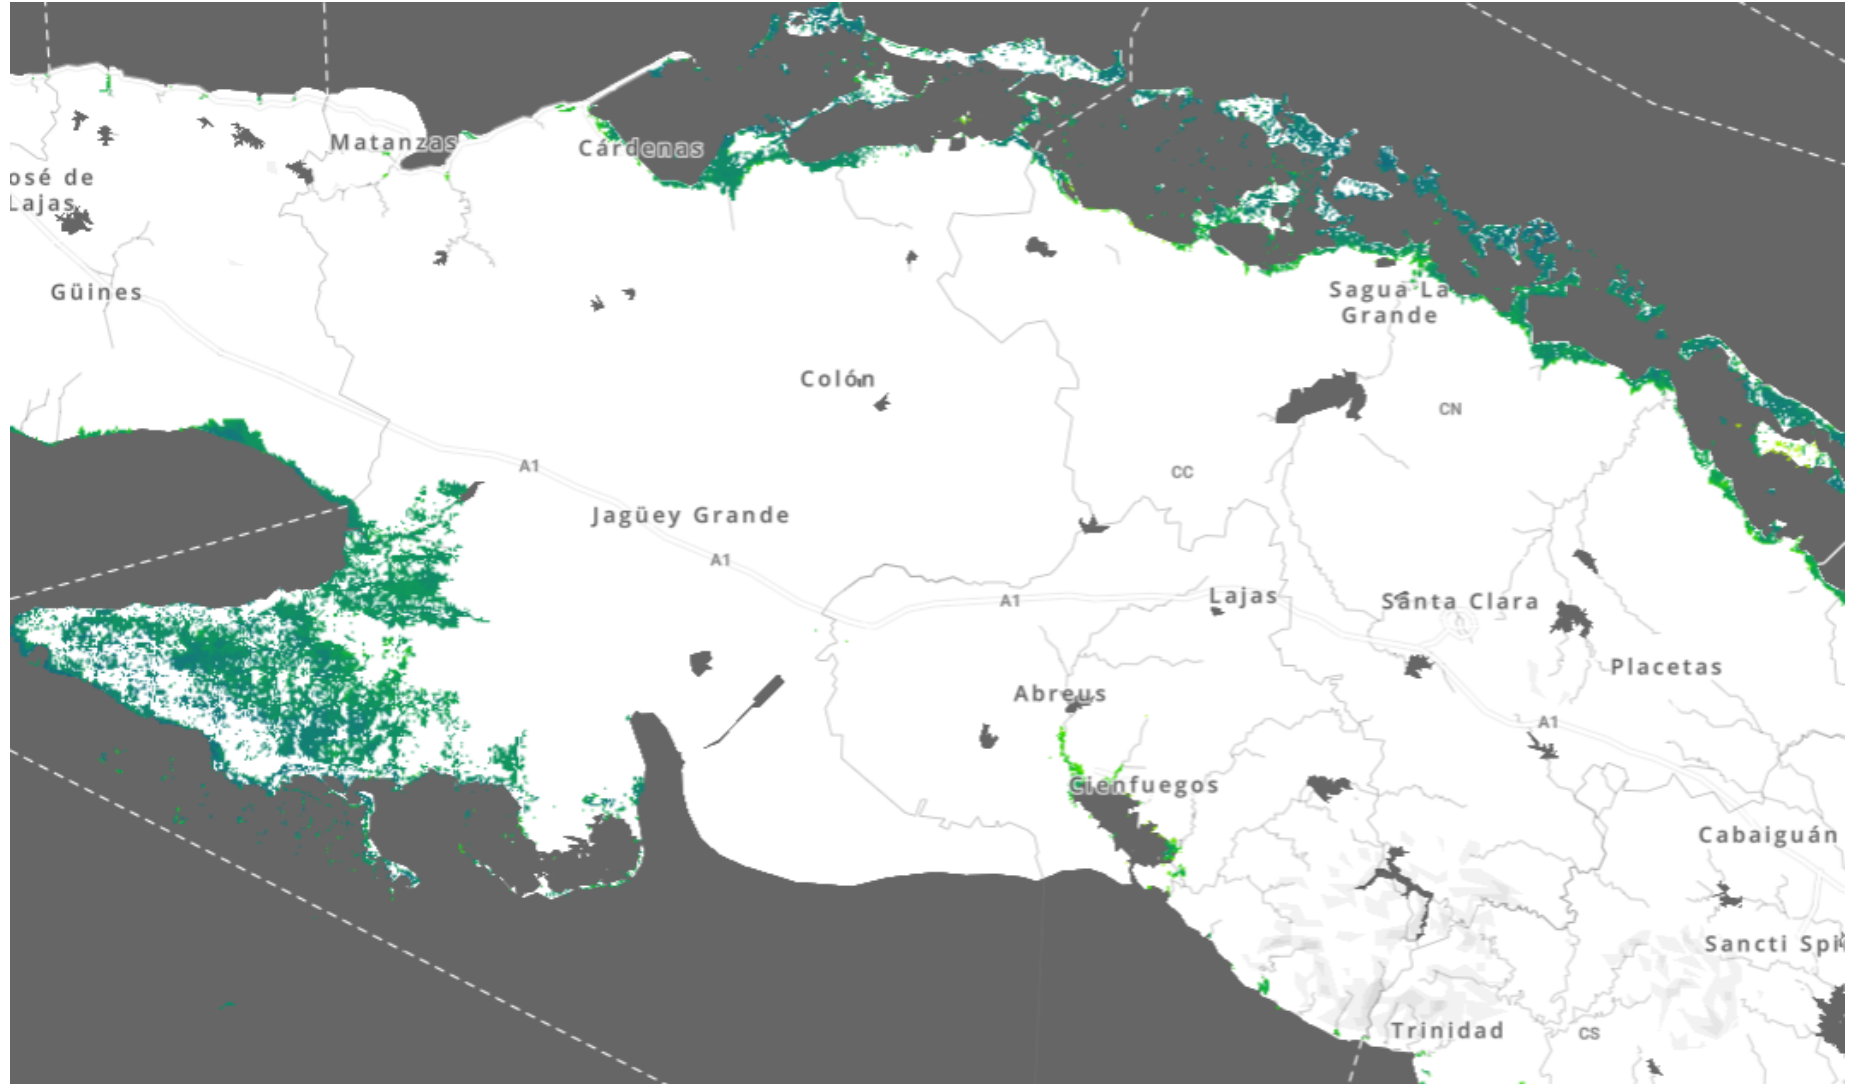 Matanzas
Cárdenas
osé de
Lajas
Güines
Sagua La
Grande
Colón
CN
A1
CC
Jagüey Grande
A1
A1
Lajas
Santa Clara
Placetas
Abreus
A1
Cienfuegos
Cabaiguán
Sancti Spi
Trinidad
CS